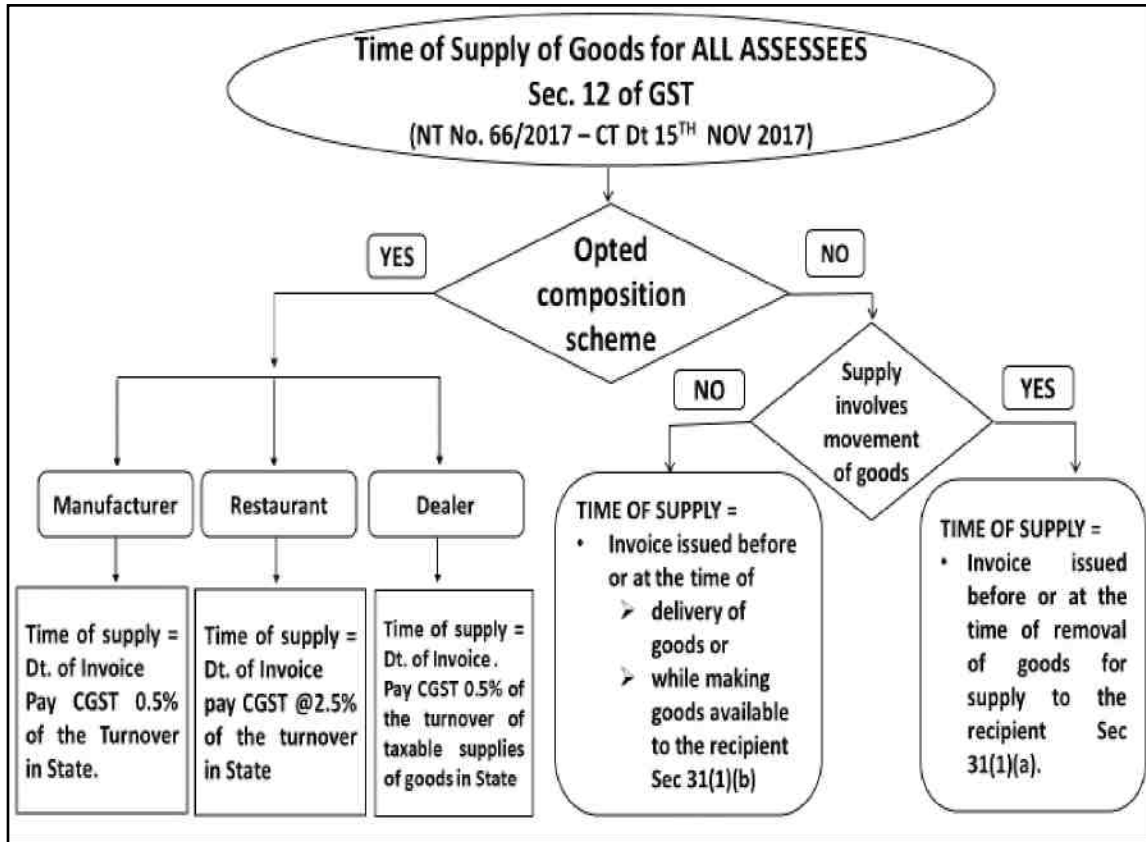 Time of Supply of Goods for ALL ASSESSEES
Sec. 12 of GST
(NT No. 66/2017 – CT Dt 15TH NOV 2017)
YES
Opted
composition
scheme
NO
NO
Supply
involves
movement
of goods
YES
Manufacturer
Restaurant
Dealer
Time of supply =
Dt. of Invoice
Pay CGST 0.5%
of the Turnover
in State.
Time of supply =
Dt. of Invoice
pay CGST @2.5%
of the turnover
in State
Time of supply =
Dt. of Invoice .
Pay CGST 0.5% of
the turnover of
taxable supplies
of goods in State
TIME OF SUPPLY =
• Invoice issued before
or at the time of
➢ delivery of
goods or
➢ while making
goods available
to the recipient
Sec 31(1)(b)
TIME OF SUPPLY =
• Invoice issued
before or at the
time of removal
of goods for
supply to the
recipient Sec
31(1)(a).